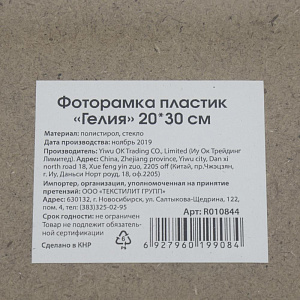 Фоторамка пластик
«Гелия» 20*30 см
Материал: полистирол, стекло
Дата производства: ноябрь 2019
Производитель: Yiwu OK Trading CO., Limited (Иу Ок Трейдинг
Лимитед). Адрес: China, Zhejiang province, Yiwu city, Dan xi
north road 18, Xue feng yinzuo 2205 off (Китай, пр.Чжэцзян,
г. Иу, Даньси Норт роуд, 18, оф.2205)
Импортер, организация, уполномоченная на принятие
претензий: ООО «ТЕКСТИЛИТ ГРУПП»
Адрес: 630132, г. Новосибирск, ул. Салтыкова-Щедрина, 122,
пом. 4, тел: (383)325-02-95
Срок годности: не ограничен
Товар не подлежит обязательной
сертификации.
Арт: R010844
Сделано в КНР
6
PS
6 927960 199084